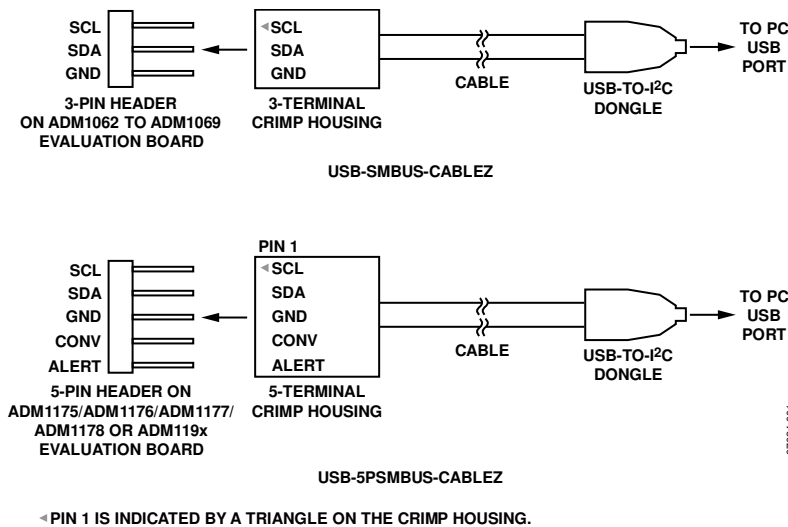 SCL
SDA
GND
3-PIN HEADER
ON ADM1062 TO ADM1069
EVALUATION BOARD
SCL
SDA
GND
3-TERMINAL
CRIMP HOUSING
CABLE
USB-TO-I²C
DONGLE
TO PC
USB
PORT
USB-SMBUS-CABLEZ
SCL
SDA
GND
CONV
ALERT
5-PIN HEADER ON
ADM1175/ADM1176/ADM1177/
ADM1178 OR ADM119x
EVALUATION BOARD
PIN 1
SCL
SDA
GND
CONV
ALERT
5-TERMINAL
CRIMP HOUSING
CABLE
USB-TO-I²C
DONGLE
TO PC
USB
PORT
USB-5PSMBUS-CABLEZ
PIN 1 IS INDICATED BY A TRIANGLE ON THE CRIMP HOUSING.